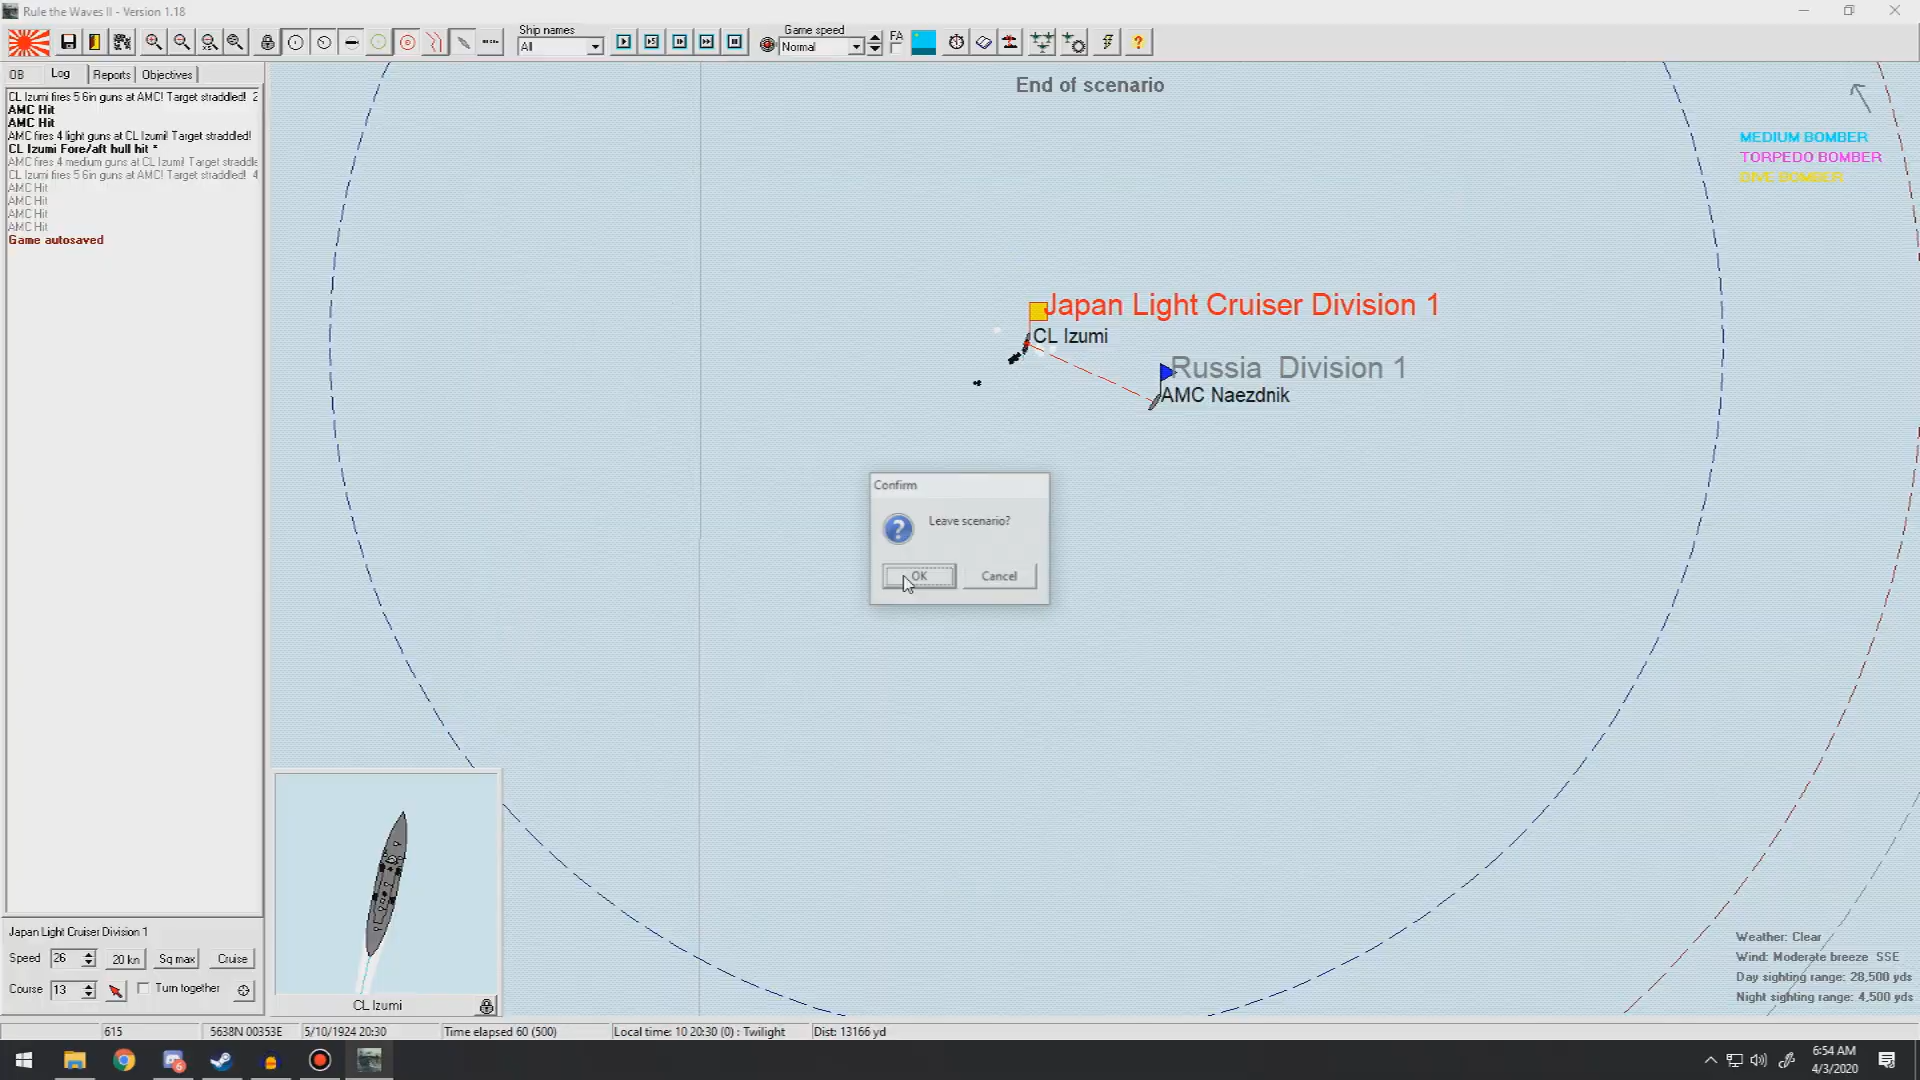 Rule the Waves II - Version 1.18
Ship names
All
Game speed
Normal
FA
OB
Log
Reports
Objectives
CL Izumi fires 5 6in guns at AMC! Target straddled! 2
AMC Hit
AMC Hit
AMC fires 4 light guns at CL Izumi! Target straddled!
CL Izumi Fore/aft hull hit *
AMC fires 4 medium guns at CL Izumi! Target straddle
CL Izumi fires 5 6in guns at AMC! Target straddled! 4
AMC Hit
AMC Hit
AMC Hit
AMC Hit
Game autosaved
End of scenario
MEDIUM BOMBER
TORPEDO BOMBER
DIVE BOMBER
Japan Light Cruiser Division 1
CL Izumi
Russia Division 1
AMC Naezdnik
Confirm
Leave scenario?
OK
Cancel
Japan Light Cruiser Division 1
Speed 26 20 kn Sq max Cruise
Course 13 Turn together
CL Izumi
Weather: Clear
Wind: Moderate breeze SSE
Day sighting range: 28,500 yds
Night sighting range: 4,500 yds
615 5638N 00353E 5/10/1924 20:30 Time elapsed 60 (500) Local time: 10 20:30 (0) : Twilight Dist: 13166 yd
6:54 AM
4/3/2020